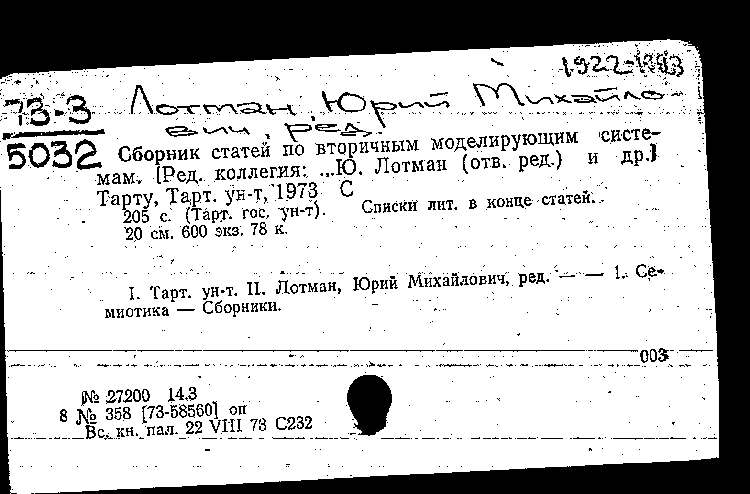 1922-1993
73-3 Лотман, Юрий Михайло-
вич, ред.
5032 Сборник статей по вторичным моделирующим систе-
мам. [Ред. коллегия: ...Ю. Лотман (отв. ред.) и др.]
Тарту, Тарт. ун-т, 1973 С
205 с. (Тарт. гос. ун-т). Списки лит. в конце статей.
20 см. 600 экз. 78 к.
I. Тарт. ун-т. II. Лотман, Юрий Михайлович, ред. — — 1. Се-
миотика — Сборники.
003
№ 27200 14.3
8 № 358 [73-58560] оп
Вс. кн. пал. 22 VIII 73 С232